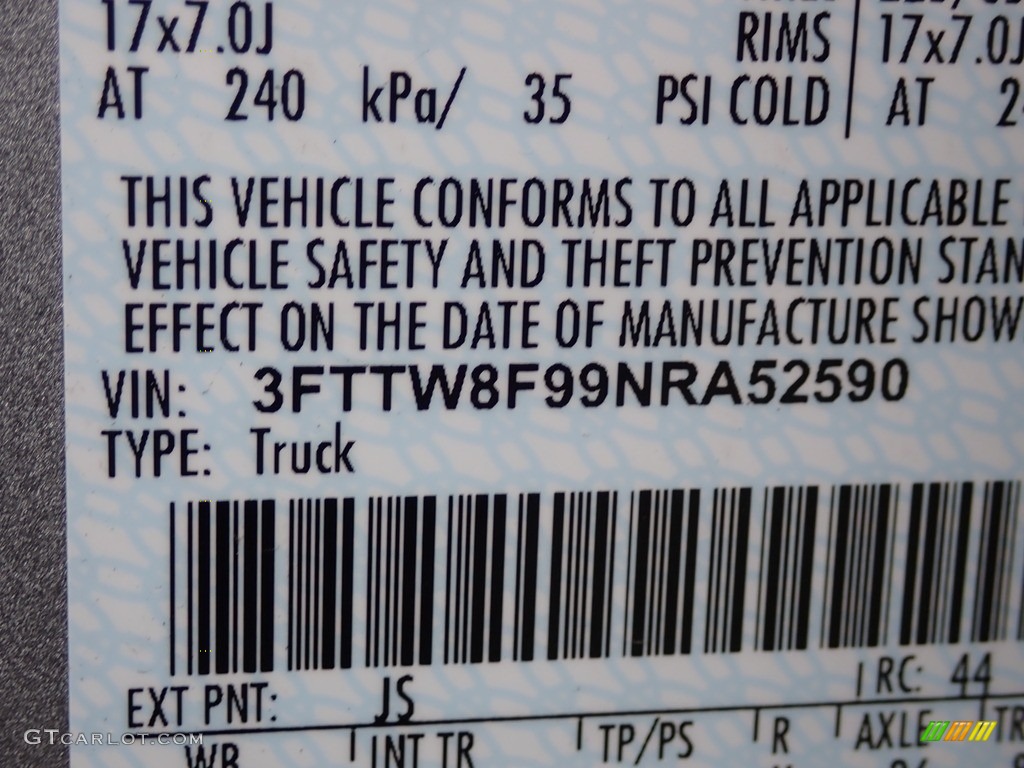 17x7.0J RIMS 17x7.0J
AT 240 kPa/ 35 PSI COLD AT
THIS VEHICLE CONFORMS TO ALL APPLICABLE
VEHICLE SAFETY AND THEFT PREVENTION STAN
EFFECT ON THE DATE OF MANUFACTURE SHOW
VIN: 3FTTW8F99NRA52590
TYPE: Truck
EXT PNT: JS RC: 44
WB INT TR TP/PS R AXLE TR
GTCARLOT.COM